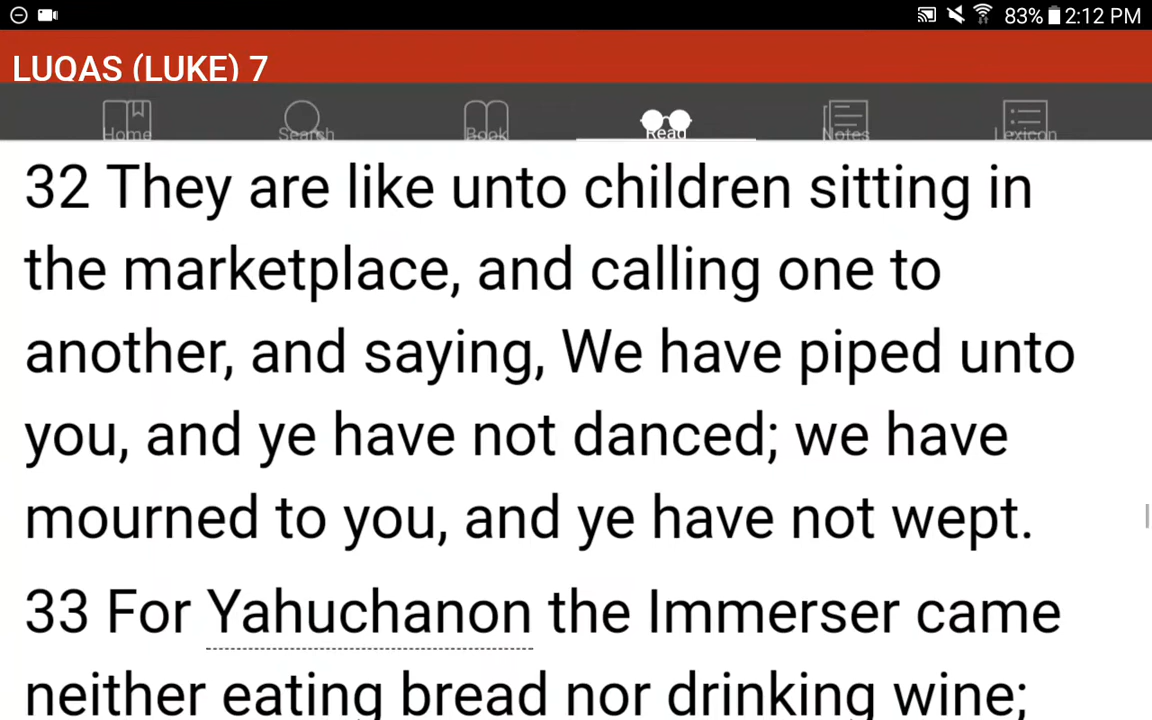 83% 2:12 PM
LUQAS (LUKE) 7
Home Search Book Read Notes Lexicon
32 They are like unto children sitting in
the marketplace, and calling one to
another, and saying, We have piped unto
you, and ye have not danced; we have
mourned to you, and ye have not wept.
33 For Yahuchanon the Immerser came
neither eating bread nor drinking wine;